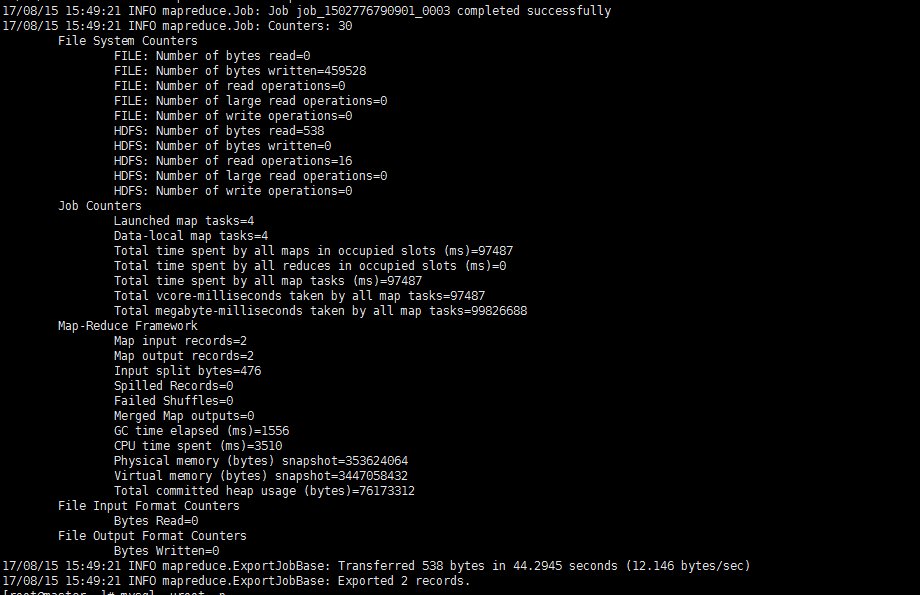 17/08/15 15:49:21 INFO mapreduce.Job: Job job_1502776790901_0003 completed successfully
17/08/15 15:49:21 INFO mapreduce.Job: Counters: 30
File System Counters
FILE: Number of bytes read=0
FILE: Number of bytes written=459528
FILE: Number of read operations=0
FILE: Number of large read operations=0
FILE: Number of write operations=0
HDFS: Number of bytes read=538
HDFS: Number of bytes written=0
HDFS: Number of read operations=16
HDFS: Number of large read operations=0
HDFS: Number of write operations=0
Job Counters
Launched map tasks=4
Data-local map tasks=4
Total time spent by all maps in occupied slots (ms)=97487
Total time spent by all reduces in occupied slots (ms)=0
Total time spent by all map tasks (ms)=97487
Total vcore-milliseconds taken by all map tasks=97487
Total megabyte-milliseconds taken by all map tasks=99826688
Map-Reduce Framework
Map input records=2
Map output records=2
Input split bytes=476
Spilled Records=0
Failed Shuffles=0
Merged Map outputs=0
GC time elapsed (ms)=1556
CPU time spent (ms)=3510
Physical memory (bytes) snapshot=353624064
Virtual memory (bytes) snapshot=3447058432
Total committed heap usage (bytes)=76173312
File Input Format Counters
Bytes Read=0
File Output Format Counters
Bytes Written=0
17/08/15 15:49:21 INFO mapreduce.ExportJobBase: Transferred 538 bytes in 44.2945 seconds (12.146 bytes/sec)
17/08/15 15:49:21 INFO mapreduce.ExportJobBase: Exported 2 records.